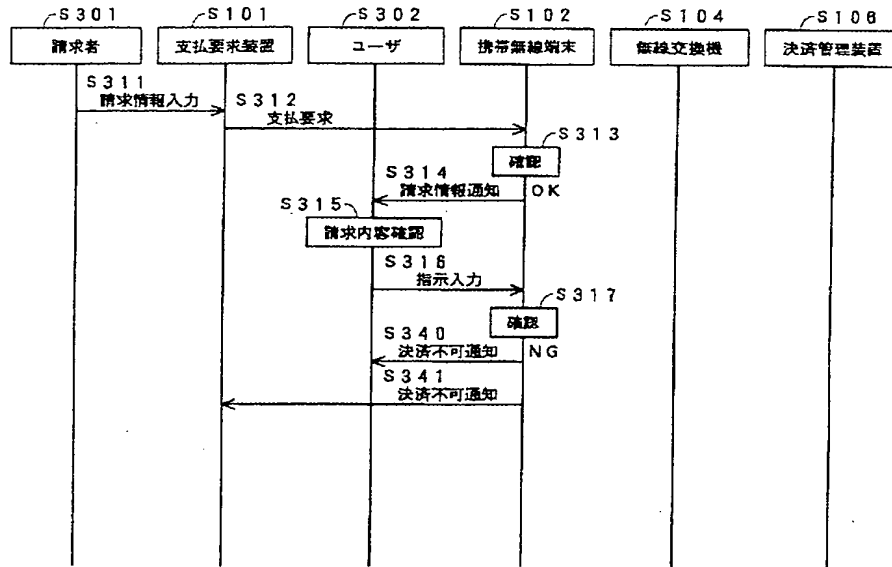 S301
S101
S302
S102
S104
S106
請求者
支払要求装置
ユーザ
携帯無線端末
無線交換機
決済管理装置
S311
請求情報入力
S312
支払要求
S313
確認
OK
S314
請求情報通知
S315
請求内容確認
S316
指示入力
S317
確認
NG
S340
決済不可通知
S341
決済不可通知